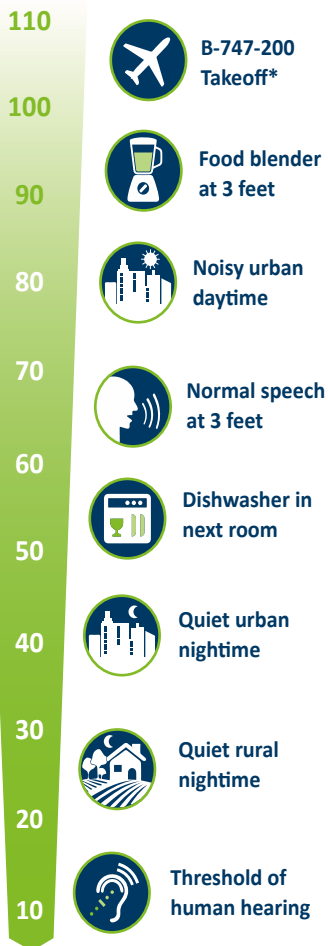 110
B-747-200
Takeoff*
100
Food blender
at 3 feet
90
Noisy urban
daytime
80
70
Normal speech
at 3 feet
60
Dishwasher in
next room
50
Quiet urban
nightime
40
30
Quiet rural
nightime
20
Threshold of
human hearing
10